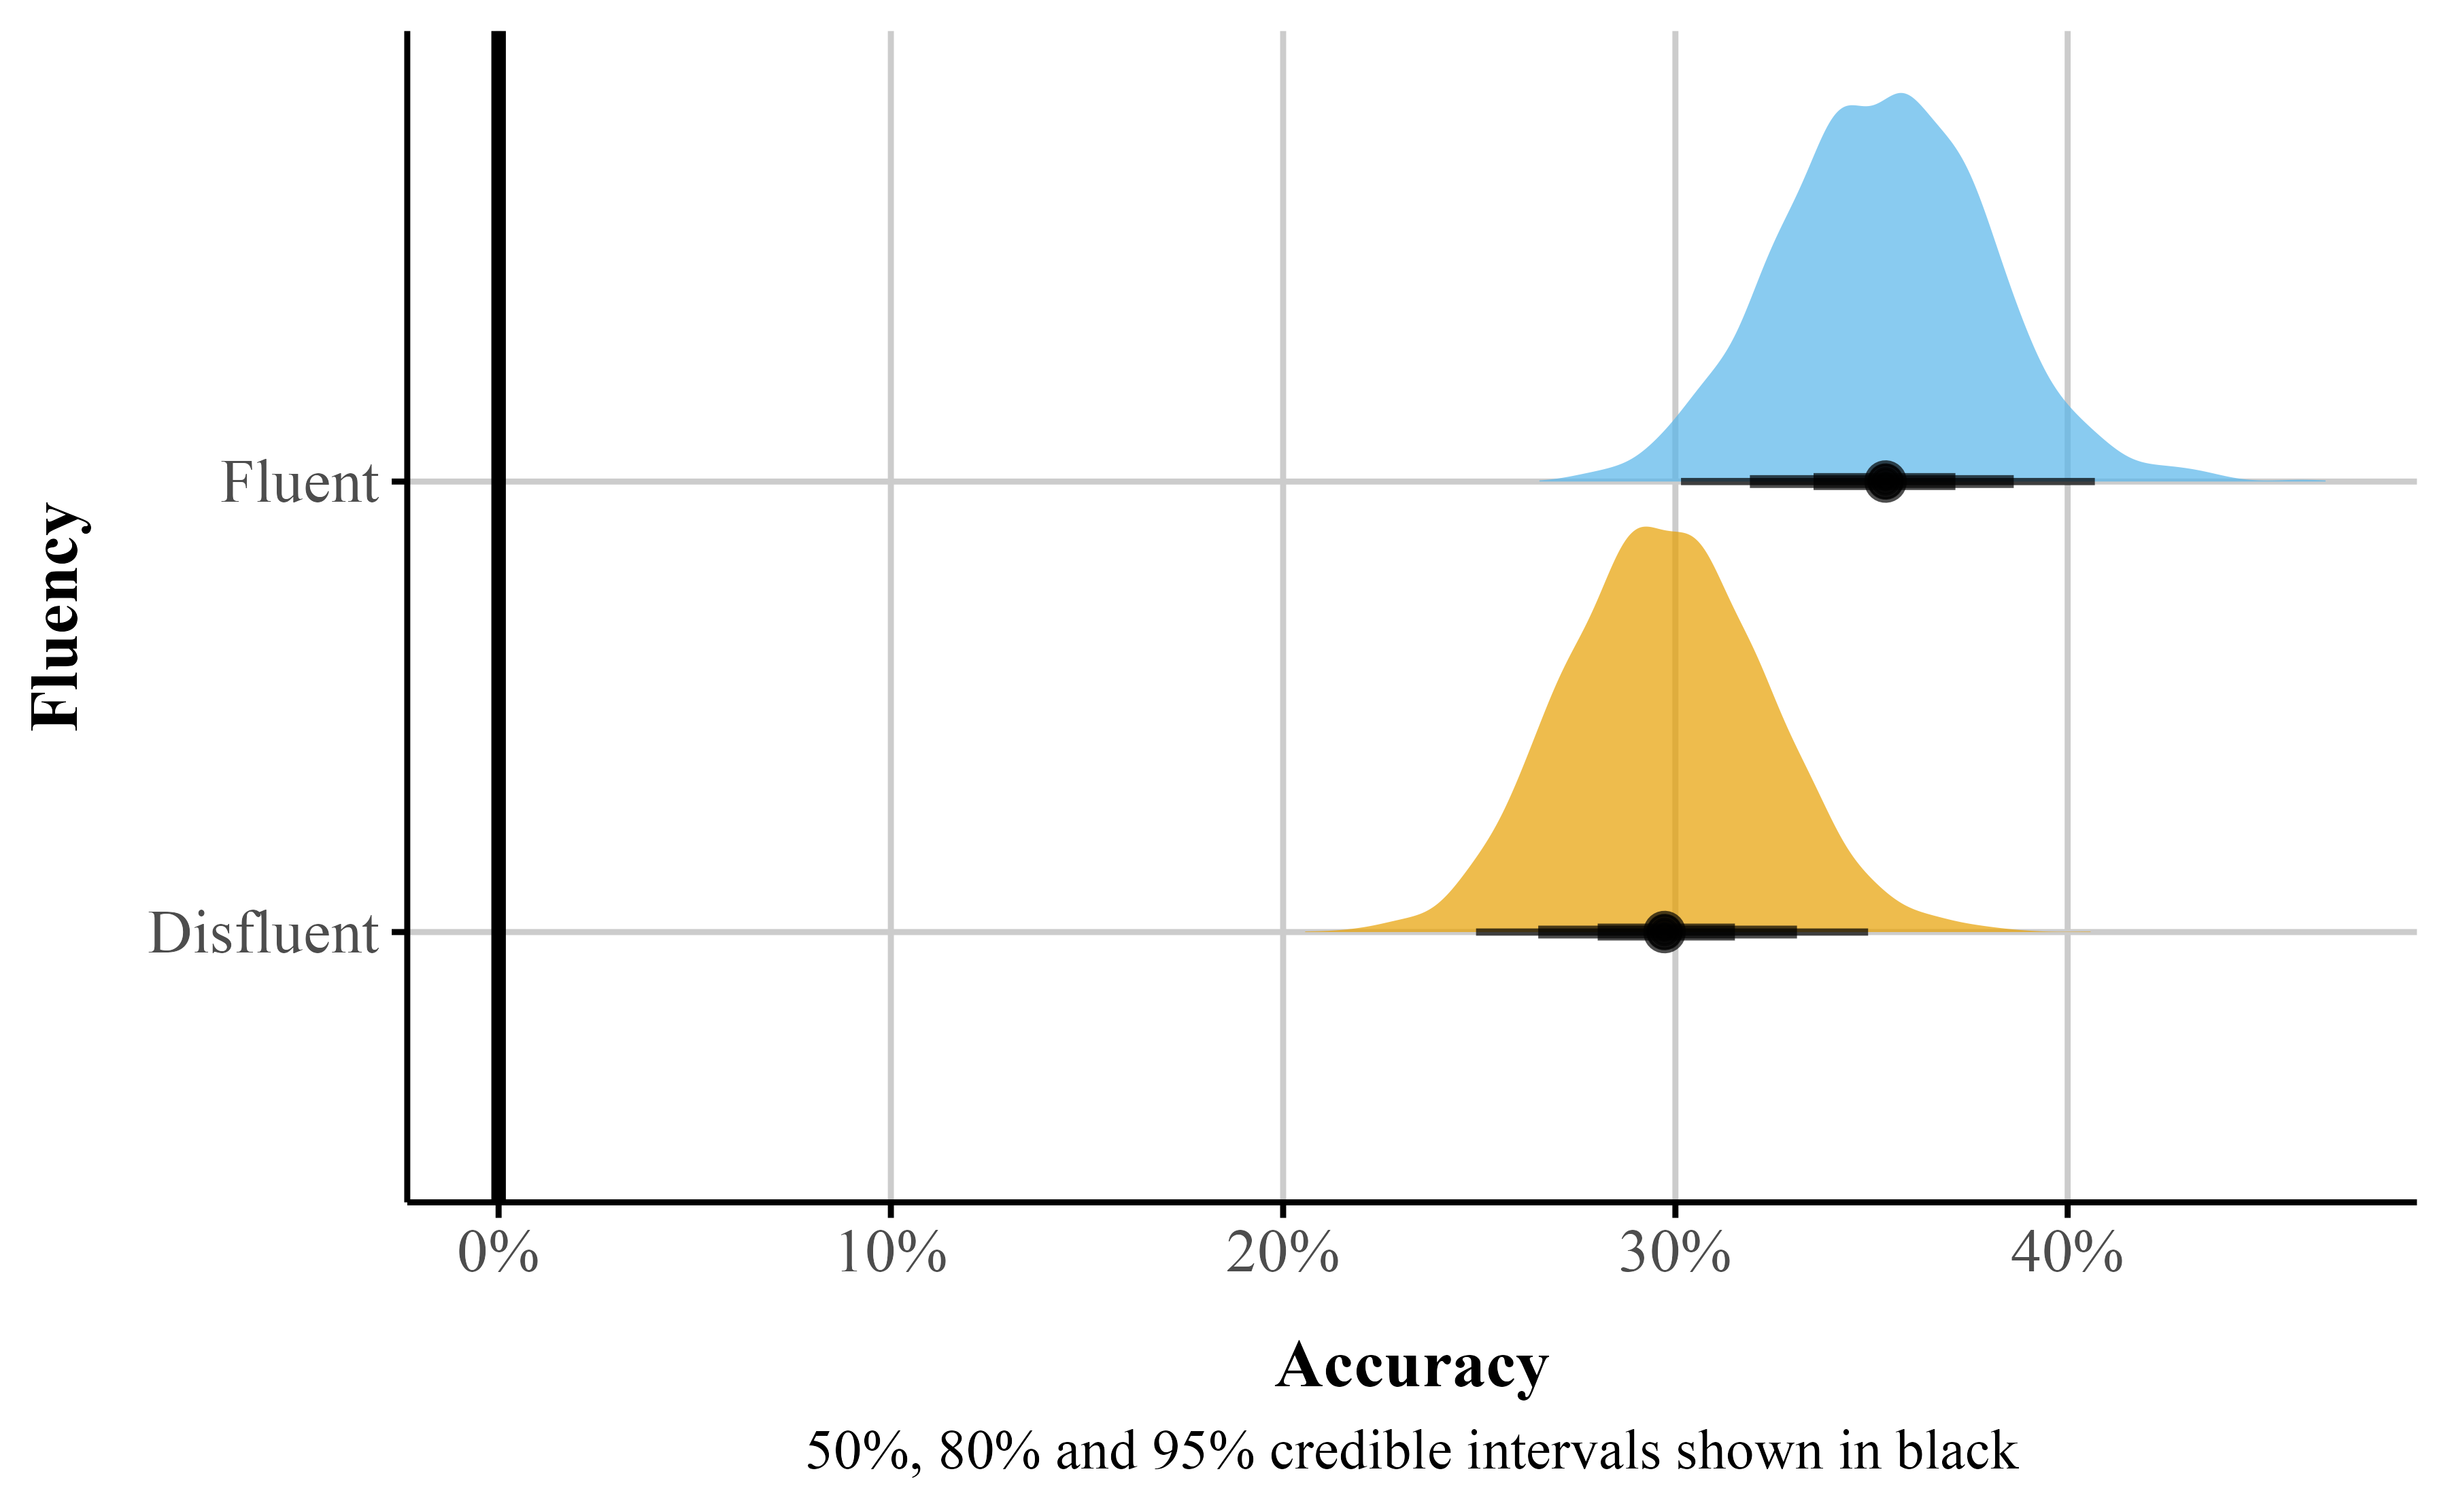 Fluency
Fluent
Disfluent
0%
10%
20%
30%
40%
Accuracy
50%, 80% and 95% credible intervals shown in black